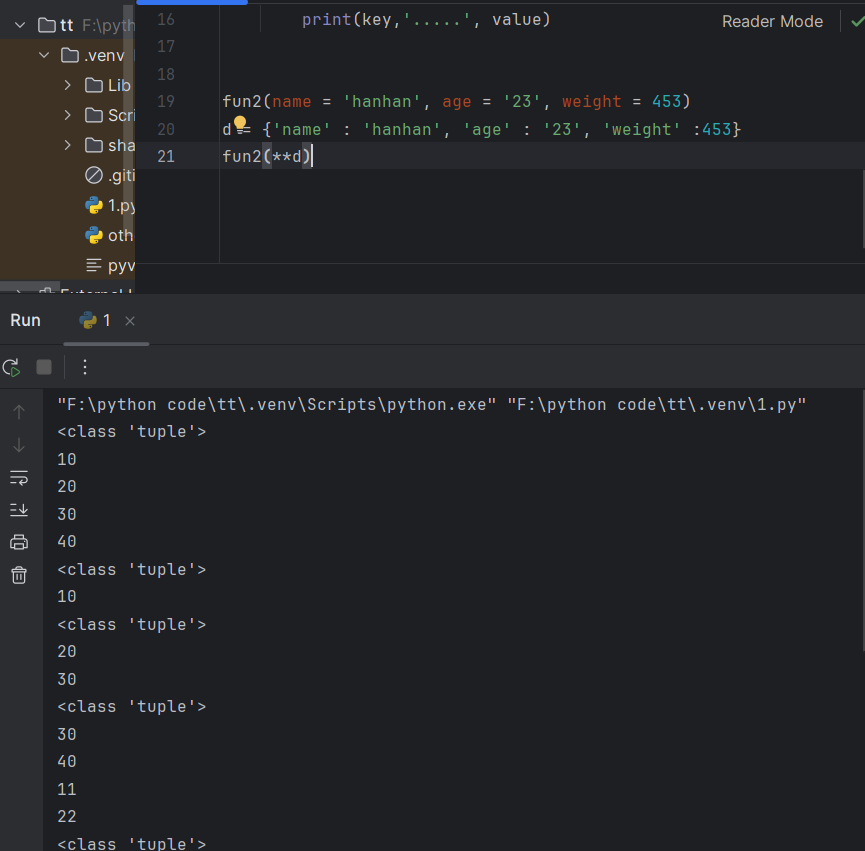 tt F:\pyth
.venv
Lib
Scri
sha
.giti
1.py
oth
pyv
16 print(key,'.....', value)
Reader Mode
17
18
19 fun2(name = 'hanhan', age = '23', weight = 453)
20 d = {'name' : 'hanhan', 'age' : '23', 'weight' :453}
21 fun2(**d)
Run 1
"F:\python code\tt\.venv\Scripts\python.exe" "F:\python code\tt\.venv\1.py"
<class 'tuple'>
10
20
30
40
<class 'tuple'>
10
<class 'tuple'>
20
30
<class 'tuple'>
30
40
11
22
<class 'tuple'>